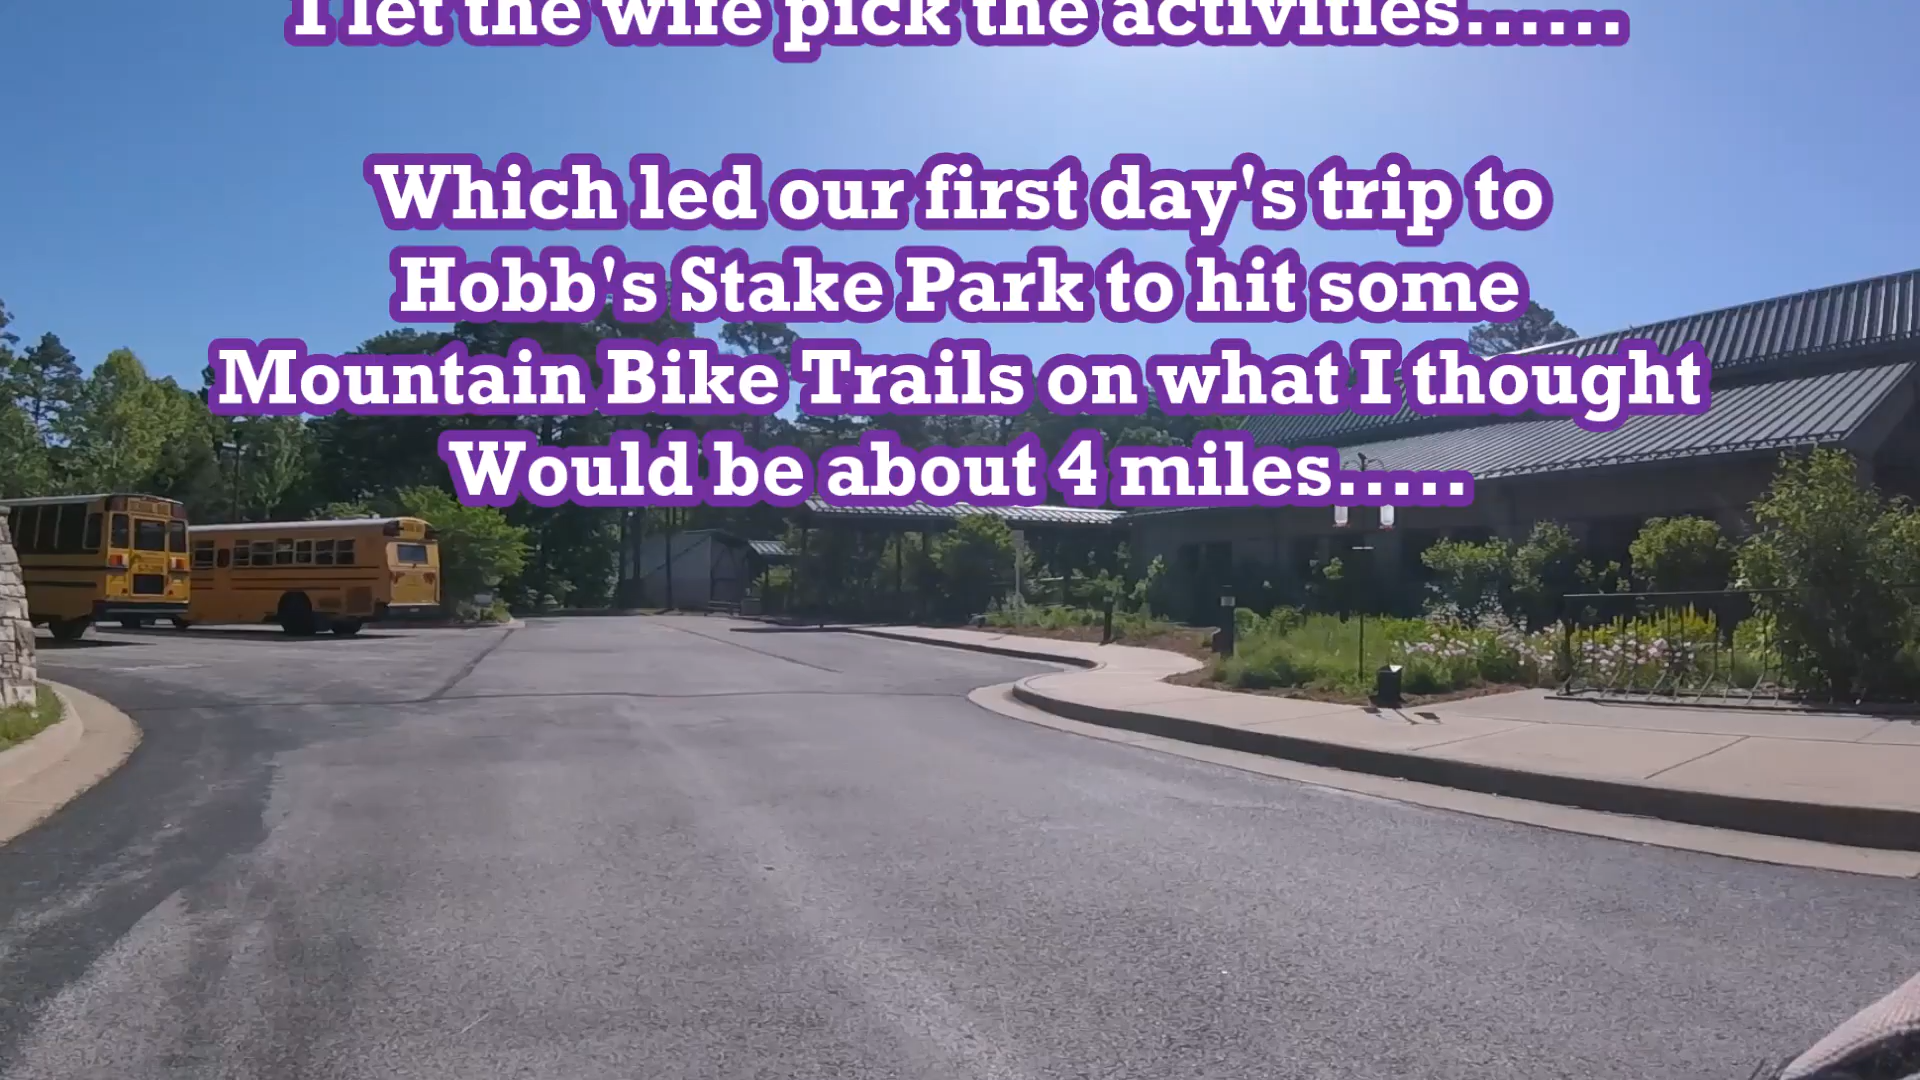 I let the wife pick the activities......
Which led our first day's trip to
Hobb's Stake Park to hit some
Mountain Bike Trails on what I thought
Would be about 4 miles.....